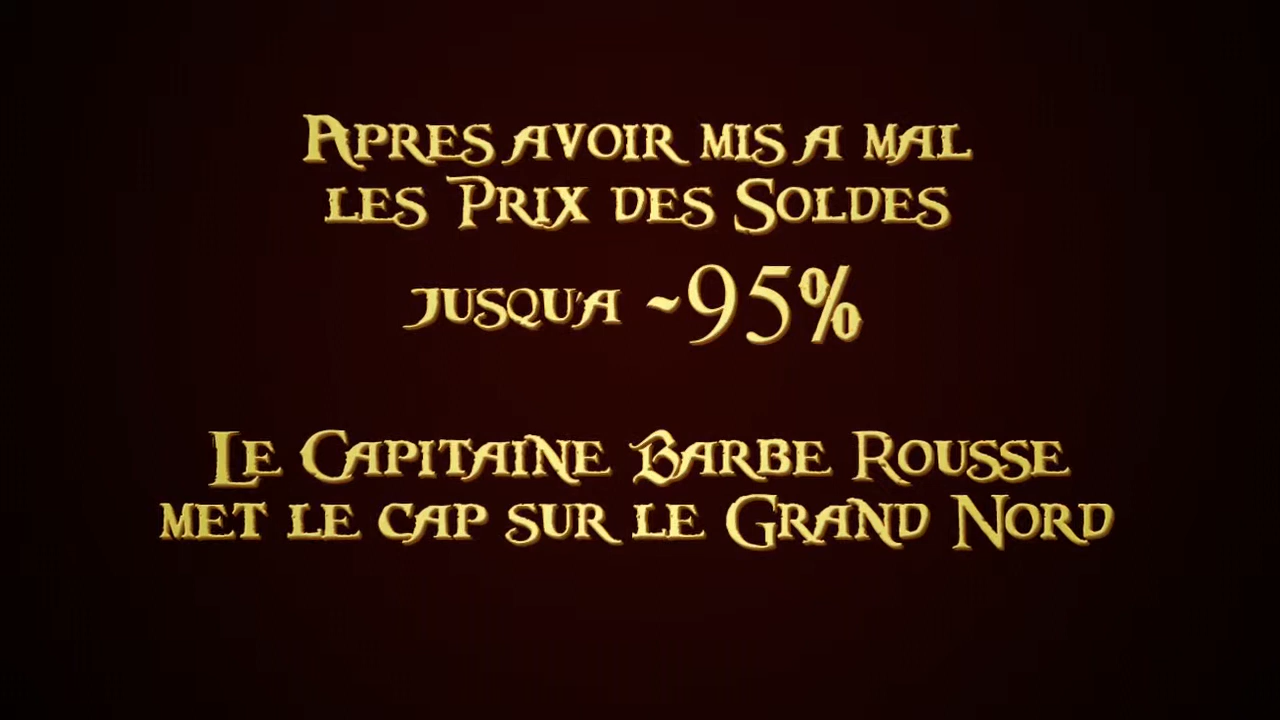 Apres avoir mis a mal
les Prix des Soldes
jusqu'a -95%
Le Capitaine Barbe Rousse
met le cap sur le Grand Nord